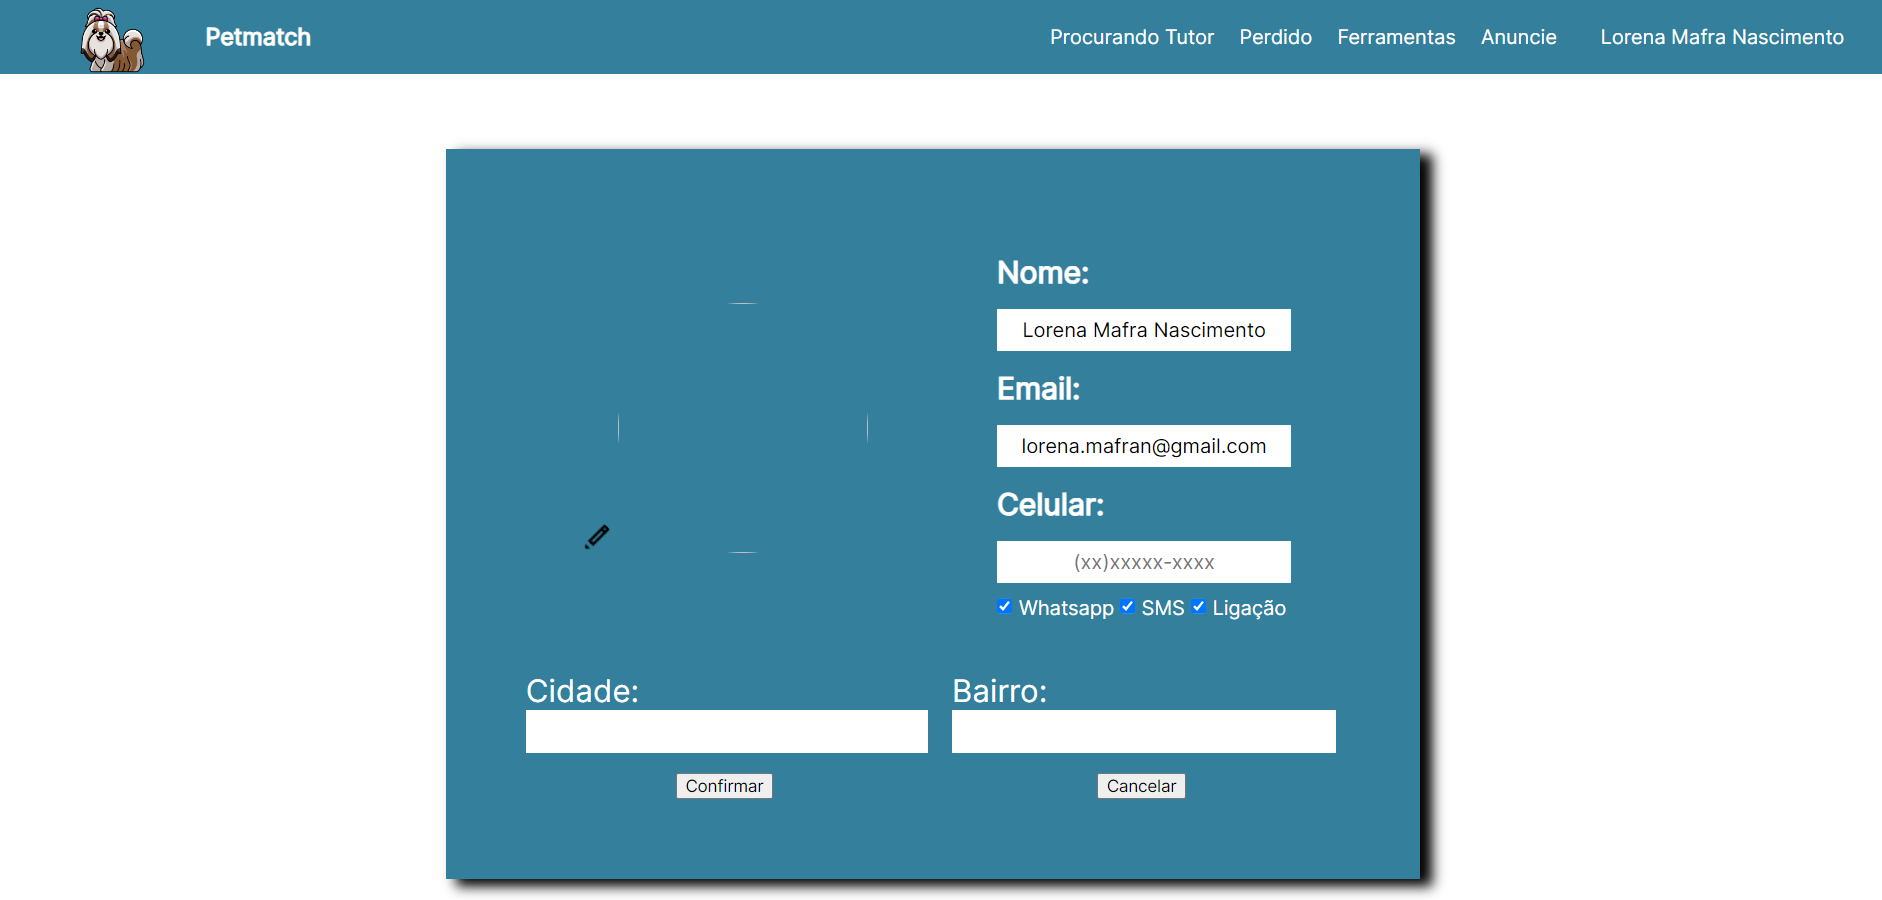 Petmatch
Procurando Tutor Perdido Ferramentas Anuncie Lorena Mafra Nascimento
Nome:
Lorena Mafra Nascimento
Email:
lorena.mafran@gmail.com
Celular:
(xx)xxxxx-xxxx
Whatsapp SMS Ligação
Cidade: Bairro:
Confirmar Cancelar